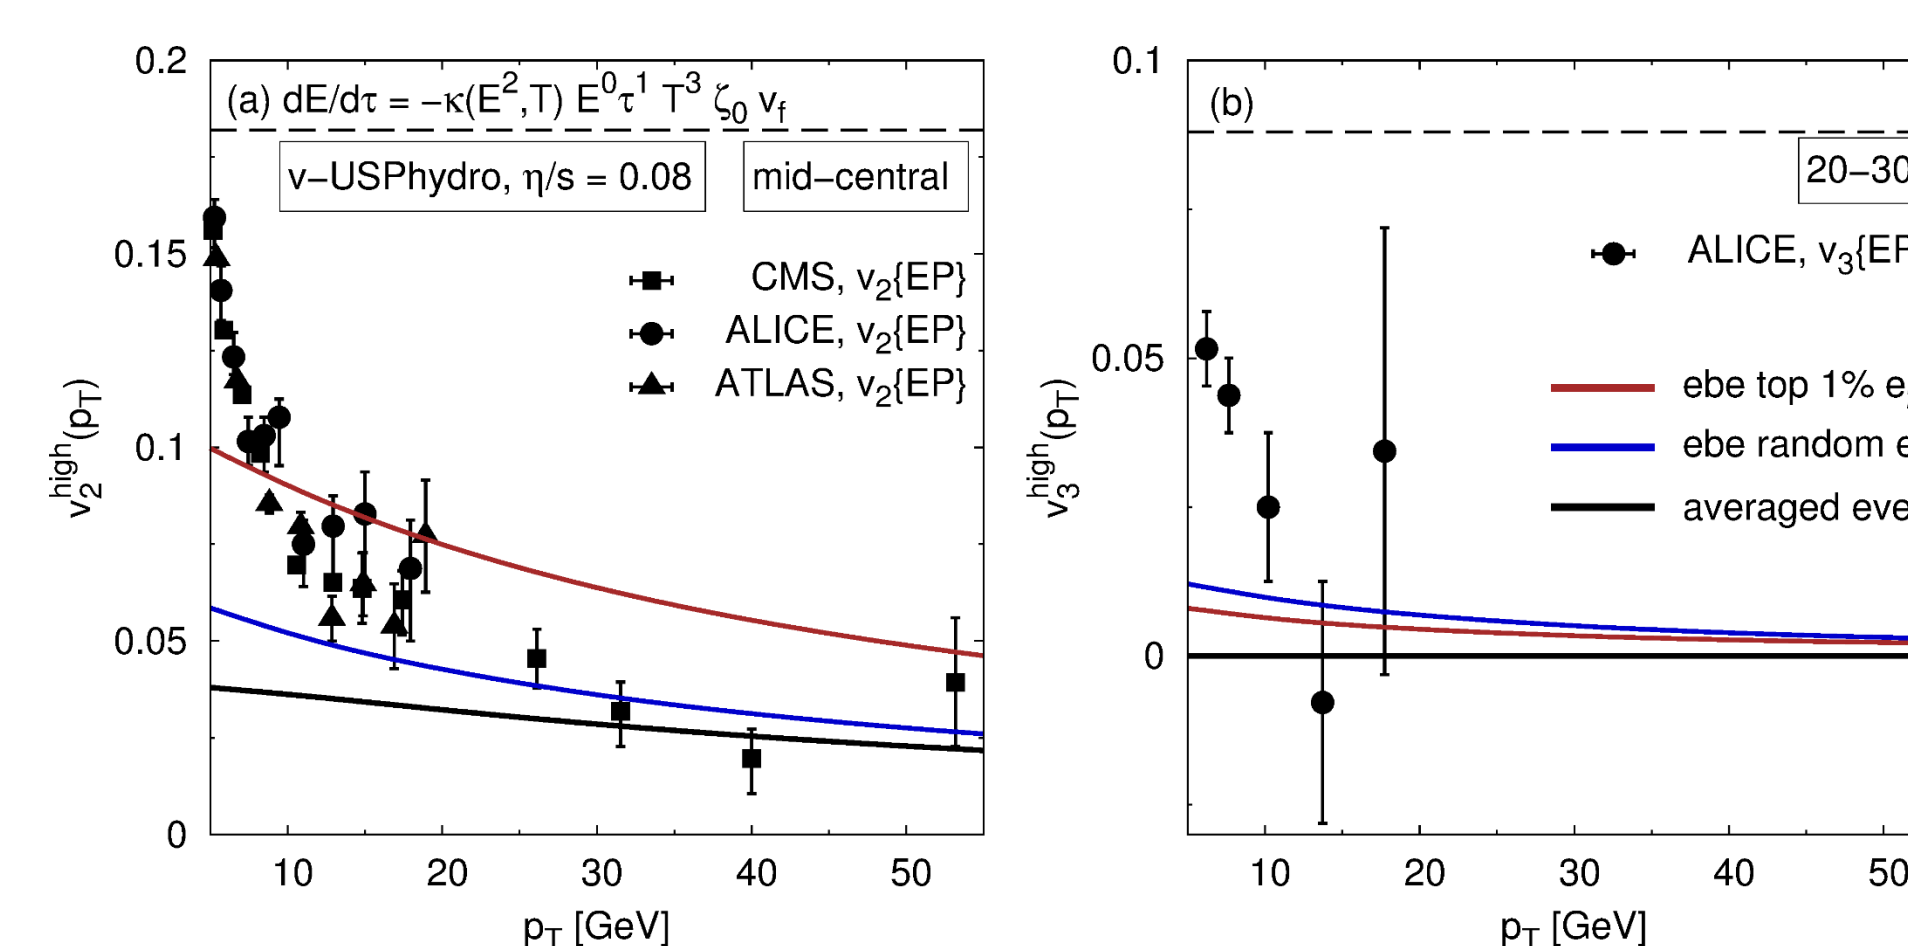 0.2
(a) dE/dτ = −κ(E², T) E⁰τ¹ T³ ζ₀ v_f
v−USPhydro, η/s = 0.08
mid−central
0.15
CMS, v₂{EP}
ALICE, v₂{EP}
ATLAS, v₂{EP}
0.1
0.05
0
v₂^high(p_T)
10 20 30 40 50
p_T [GeV]
0.1
(b)
20−30
ALICE, v₃{EP
0.05
ebe top 1%
ebe random
averaged
0
v₃^high(p_T)
10 20 30 40 50
p_T [GeV]